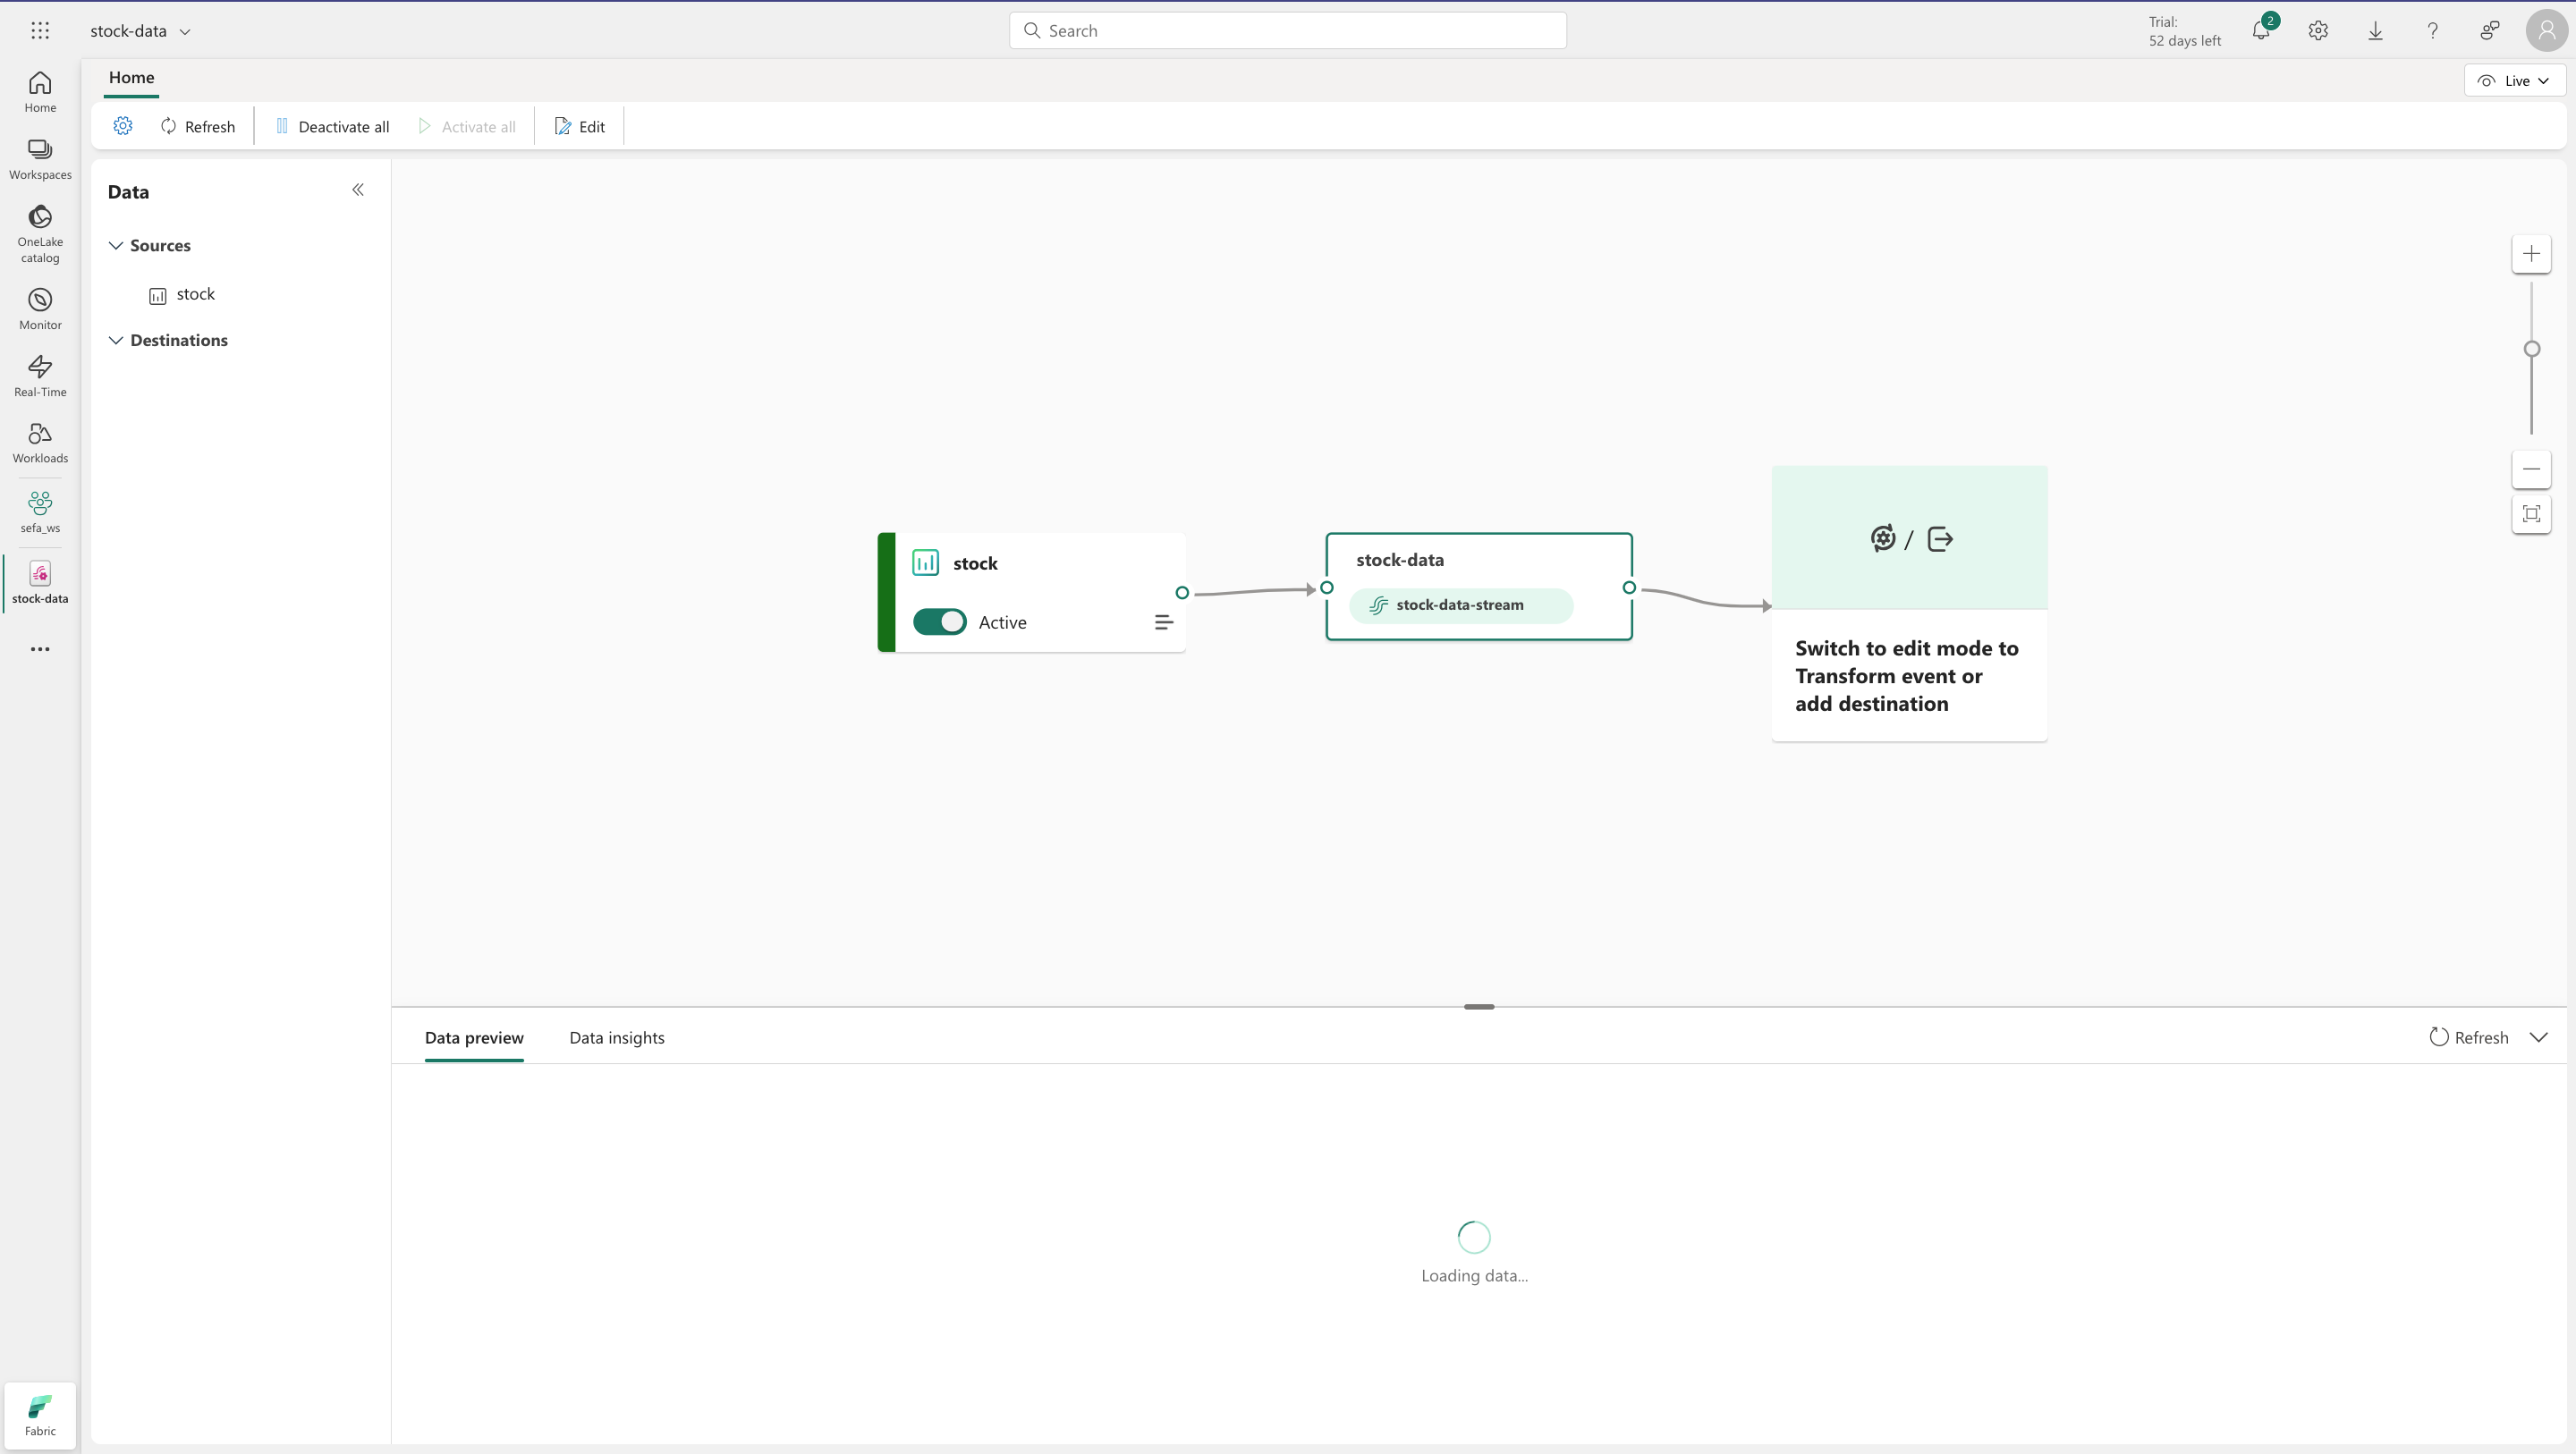 stock-data
Search
Trial:
52 days left
2
Home
Live
Refresh
Deactivate all
Activate all
Edit
Home
Workspaces
OneLake
catalog
Monitor
Real-Time
Workloads
sefa_ws
stock-data
Fabric
Data
Sources
stock
Destinations
stock
Active
stock-data
stock-data-stream
/
Switch to edit mode to
Transform event or
add destination
Data preview
Data insights
Refresh
Loading data...